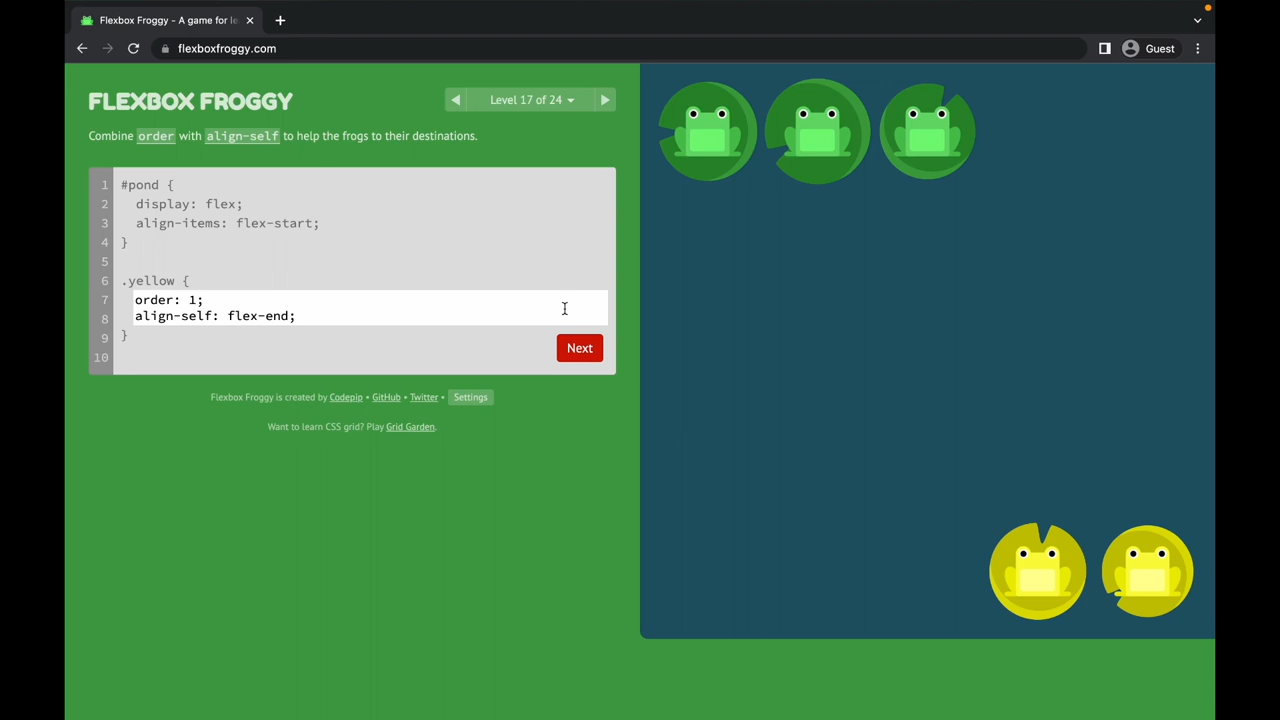 Flexbox Froggy - A game for le
flexboxfroggy.com
Guest
FLEXBOX FROGGY
Level 17 of 24
Combine order with align-self to help the frogs to their destinations.
1 #pond {
2 display: flex;
3 align-items: flex-start;
4 }
5
6 .yellow {
7 order: 1;
8 align-self: flex-end;
9 }
10
Next
Flexbox Froggy is created by Codepip • GitHub • Twitter • Settings
Want to learn CSS grid? Play Grid Garden.